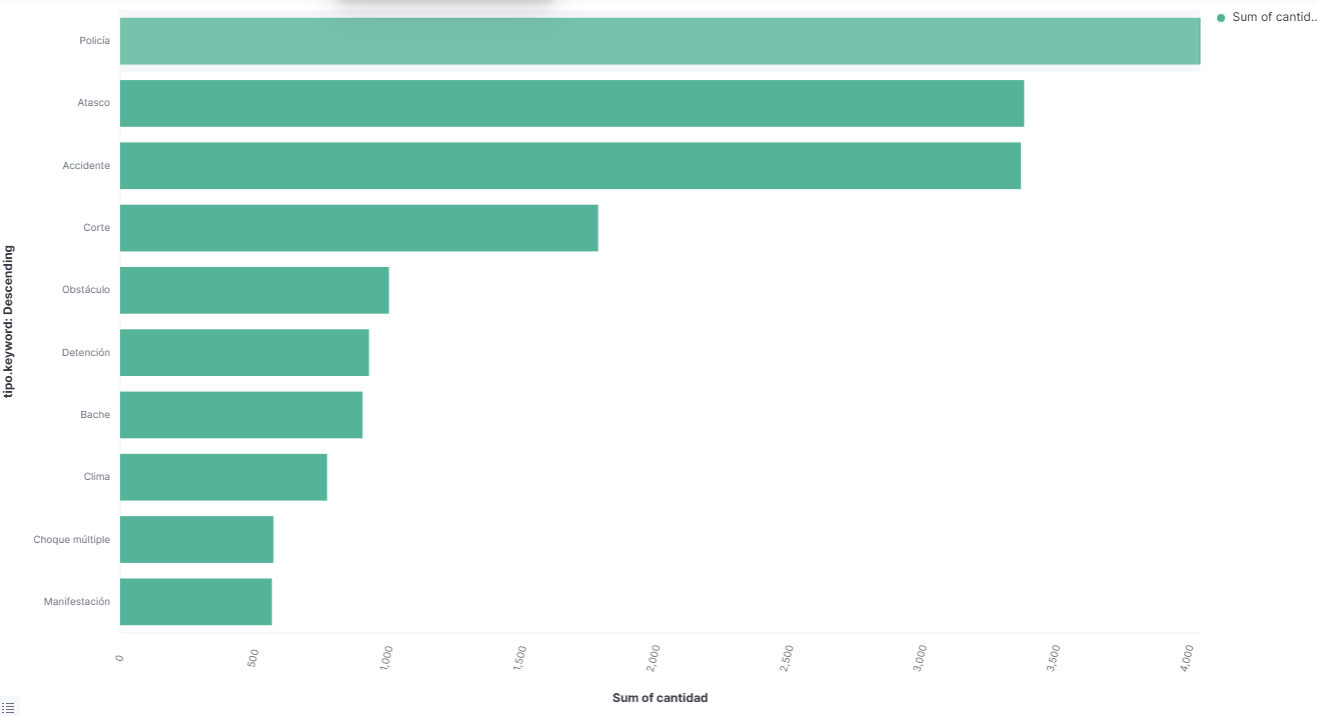 Sum of cantid..
Policía
Atasco
Accidente
Corte
Obstáculo
Detención
Bache
Clima
Choque múltiple
Manifestación
tipo.keyword: Descending
0
500
1,000
1,500
2,000
2,500
3,000
3,500
4,000
Sum of cantidad